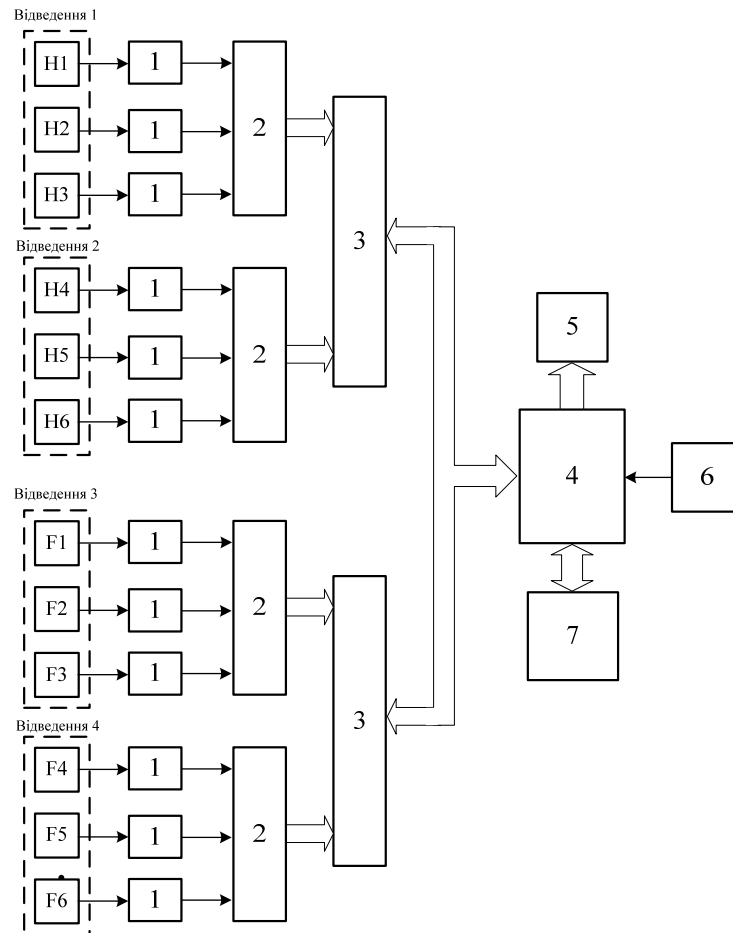 Відведення 1
H1 1
H2 1 2
H3 1
3
Відведення 2
H4 1
H5 1 2
H6 1
5
4 6
7
Відведення 3
F1 1
F2 1 2
F3 1
3
Відведення 4
F4 1
F5 1 2
F6 1